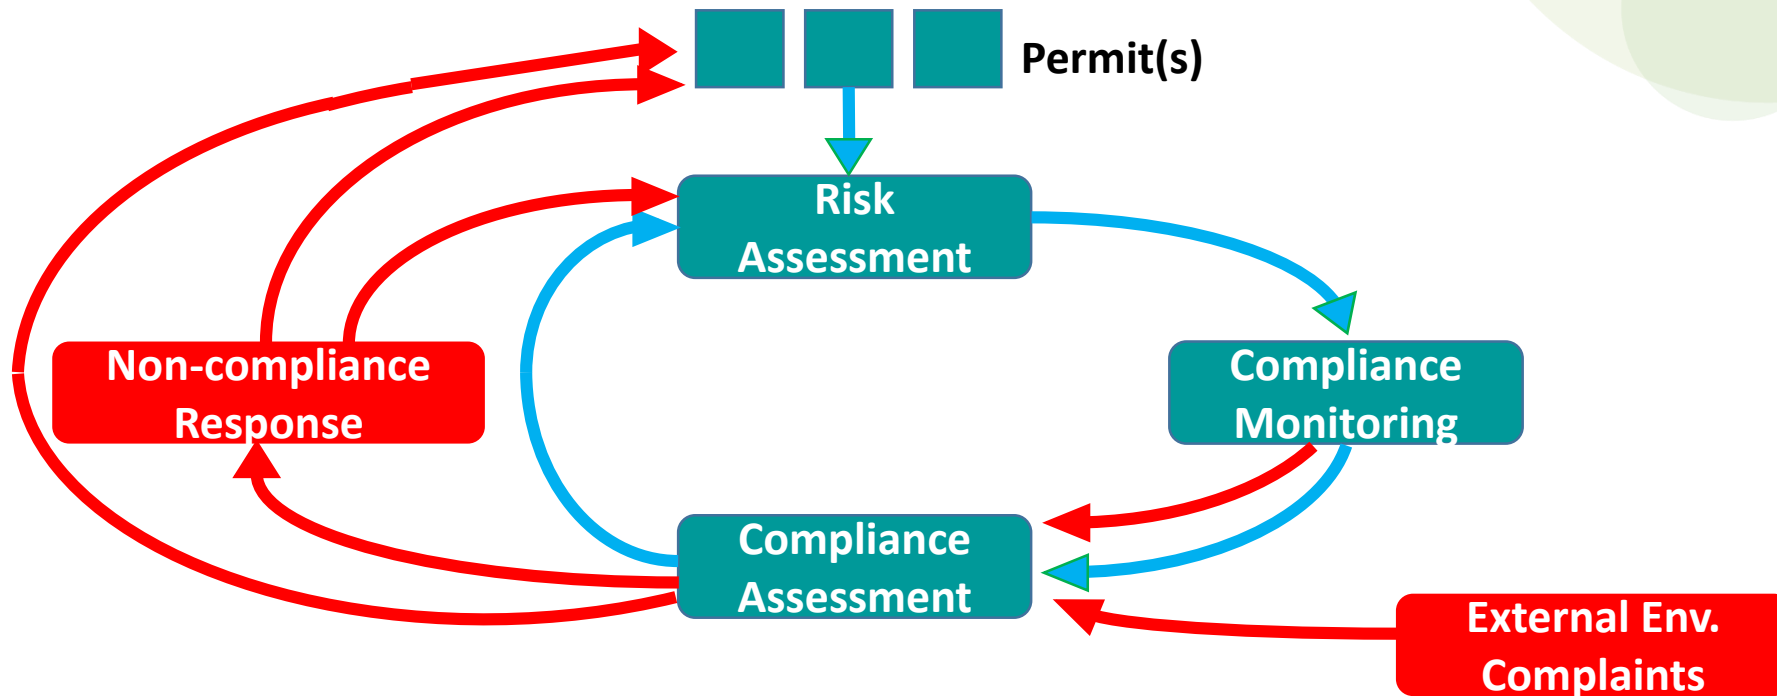 Permit(s)
Risk
Assessment
Non-compliance
Response
Compliance
Monitoring
Compliance
Assessment
External Env.
Complaints